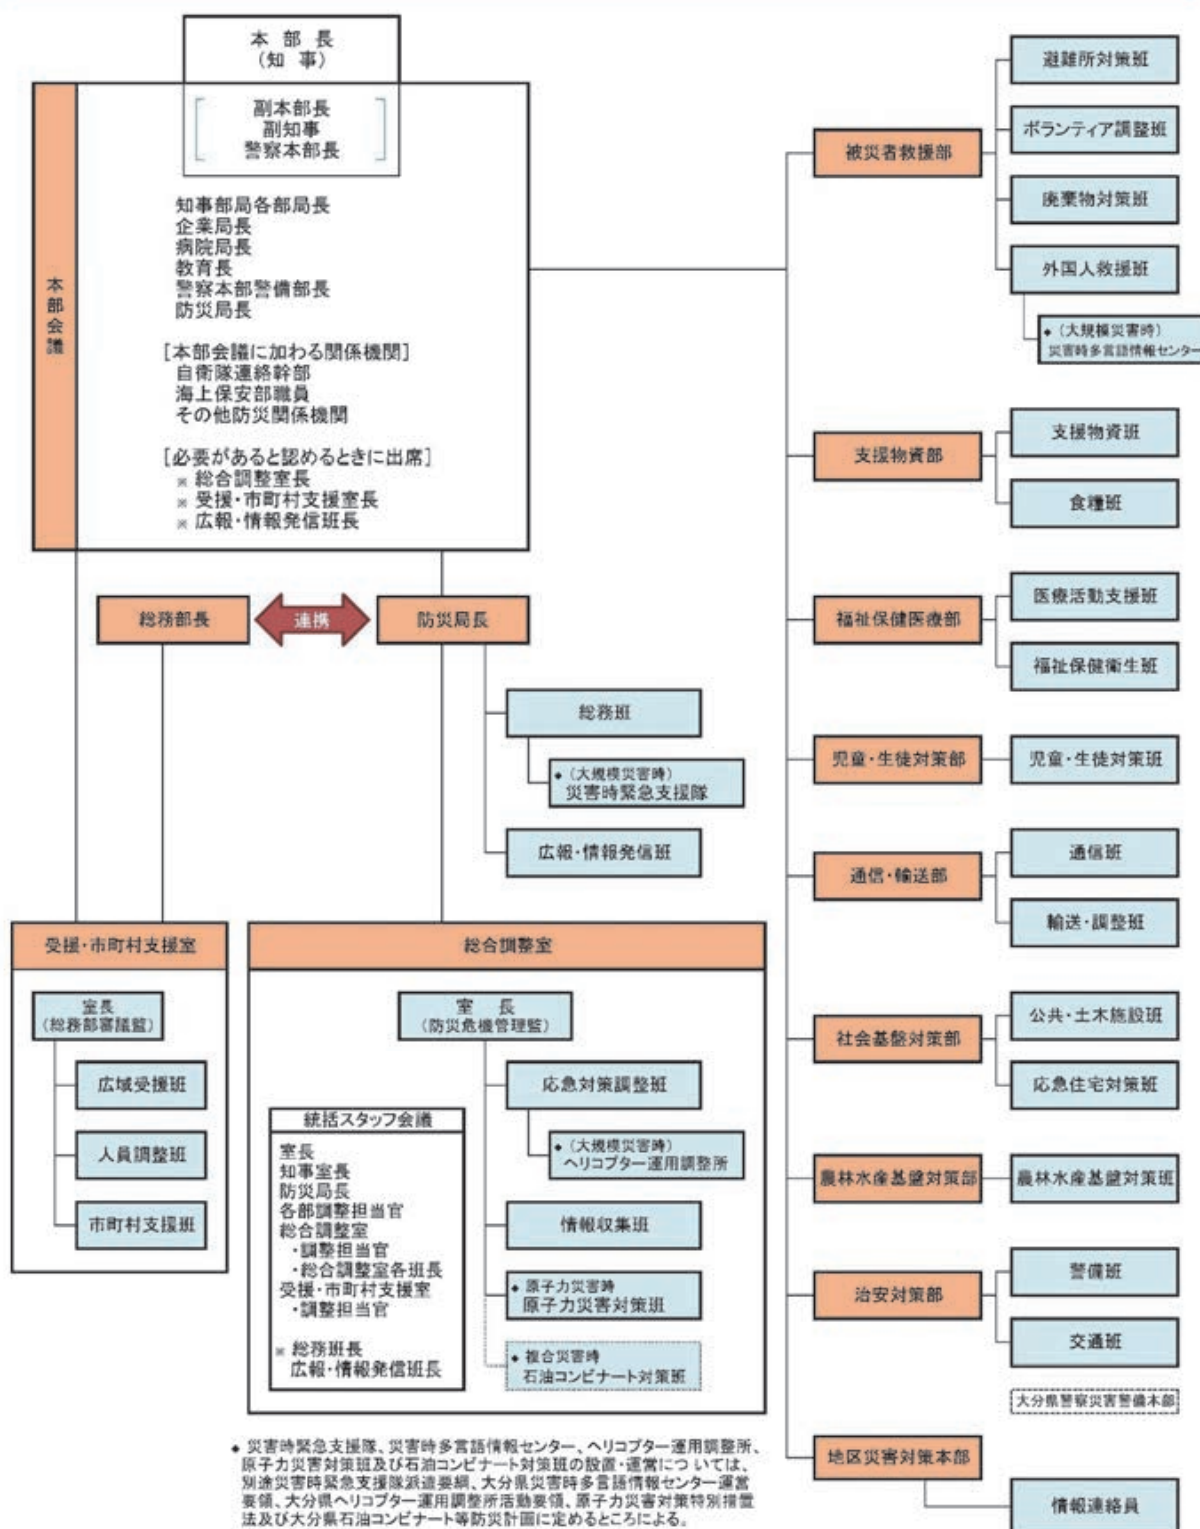 本部長
(知事)
副本部長
副知事
警察本部長
本部会議
知事部局各部局長
企業局長
病院局長
教育長
警察本部警備部長
防災局長
[本部会議に加わる関係機関]
自衛隊連絡幹部
海上保安部職員
その他防災関係機関
[必要があると認めるときに出席]
※ 総合調整室長
※ 受援・市町村支援室長
※ 広報・情報発信班長
総務部長
連携
防災局長
総務班
◆ (大規模災害時)
災害時緊急支援隊
広報・情報発信班
受援・市町村支援室
室長
(総務部審議監)
広域受援班
人員調整班
市町村支援班
総合調整室
室長
(防災危機管理監)
統括スタッフ会議
室長
知事室長
防災局長
各部調整担当官
総合調整室
・調整担当官
・総合調整室各班長
受援・市町村支援室
・調整担当官
※ 総務班長
広報・情報発信班長
応急対策調整班
◆ (大規模災害時)
ヘリコプター運用調整所
情報収集班
◆ 原子力災害時
原子力災害対策班
◆ 複合災害時
石油コンビナート対策班
被災者救援部
避難所対策班
ボランティア調整班
廃棄物対策班
外国人救援班
◆ (大規模災害時)
災害時多言語情報センター
支援物資部
支援物資班
食糧班
福祉保健医療部
医療活動支援班
福祉保健衛生班
児童・生徒対策部
児童・生徒対策班
通信・輸送部
通信班
輸送・調整班
社会基盤対策部
公共・土木施設班
応急住宅対策班
農林水産基盤対策部
農林水産基盤対策班
治安対策部
警備班
交通班
大分県警察災害警備本部
地区災害対策本部
情報連絡員
◆ 災害時緊急支援隊、災害時多言語情報センター、ヘリコプター運用調整所、
原子力災害対策班及び石油コンビナート対策班の設置・運営については、
別途災害時緊急支援隊派遣要綱、大分県災害時多言語情報センター運営
要領、大分県ヘリコプター運用調整所活動要領、原子力災害対策特別措置
法及び大分県石油コンビナート等防災計画に定めるところによる。